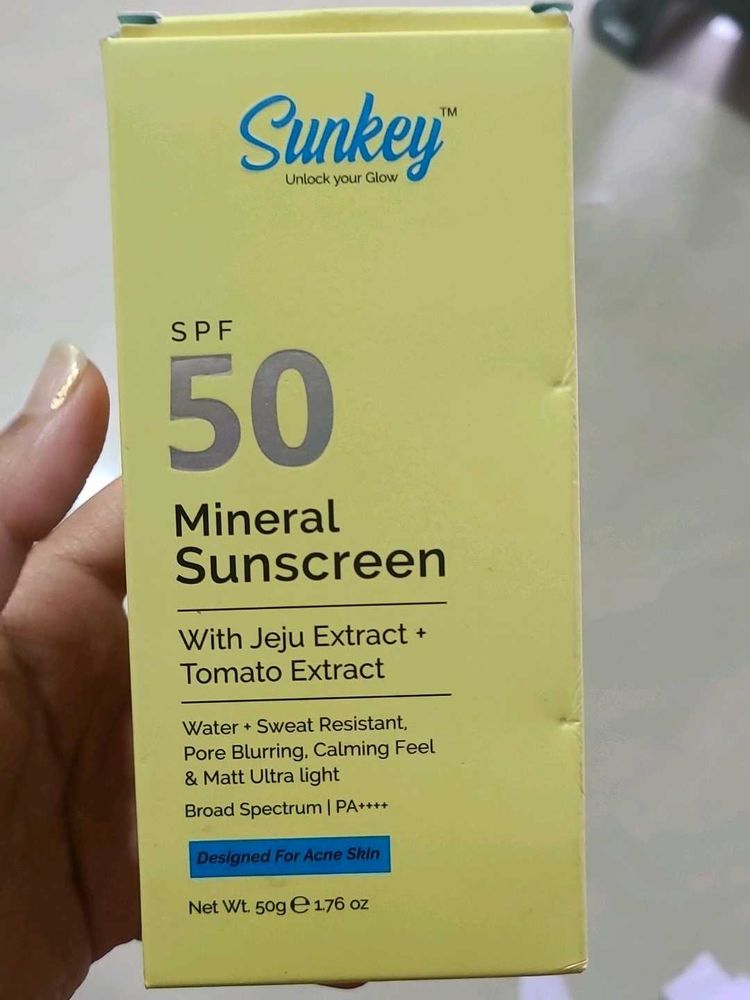 Sunkey™
Unlock your Glow
SPF
50
Mineral
Sunscreen
With Jeju Extract +
Tomato Extract
Water + Sweat Resistant,
Pore Blurring, Calming Feel
& Matt Ultra light
Broad Spectrum | PA++++
Designed For Acne Skin
Net Wt. 50g ℮ 1.76 oz